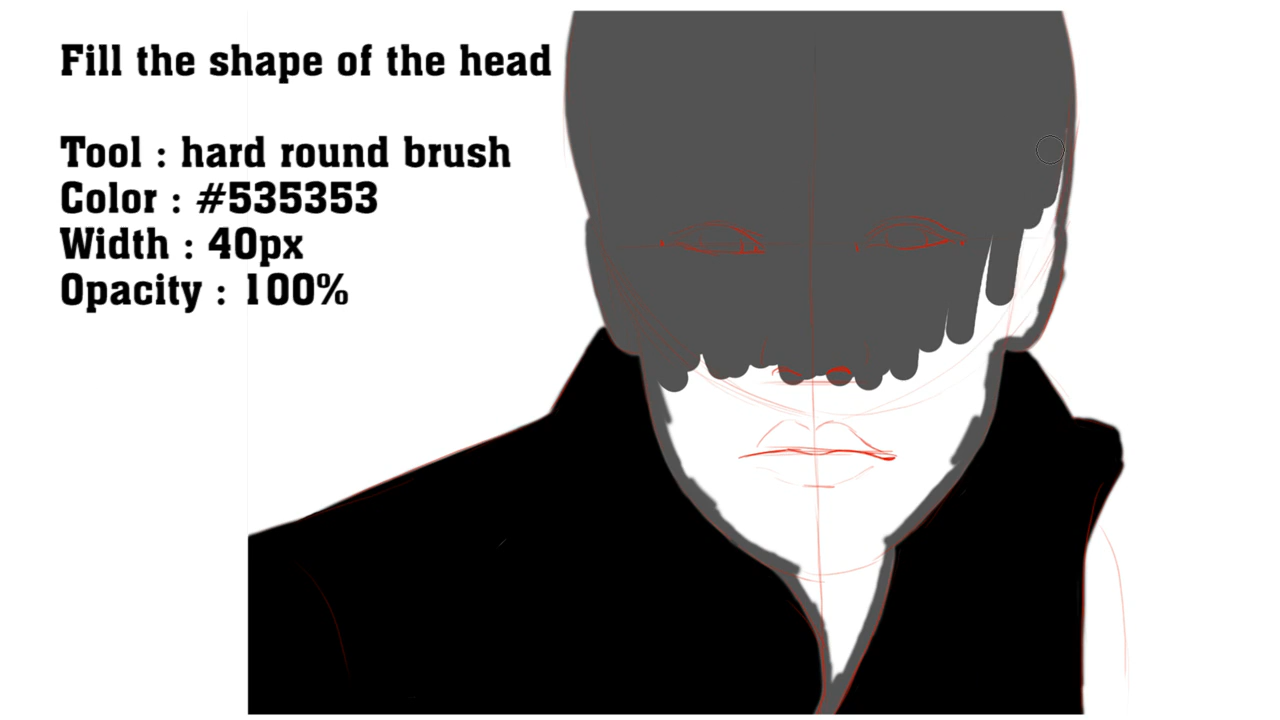 Fill the shape of the head
Tool : hard round brush
Color : #535353
Width : 40px
Opacity : 100%